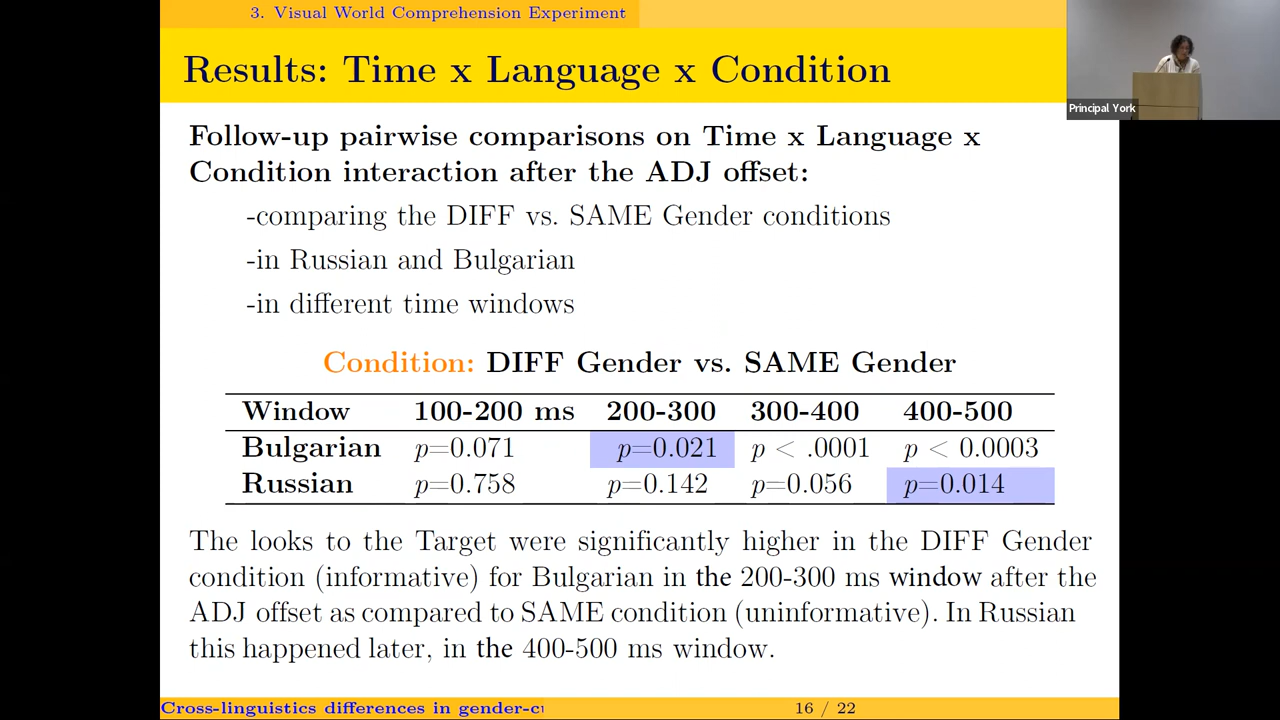 3. Visual World Comprehension Experiment
Results: Time x Language x Condition
Principal York
Follow-up pairwise comparisons on Time x Language x
Condition interaction after the ADJ offset:
-comparing the DIFF vs. SAME Gender conditions
-in Russian and Bulgarian
-in different time windows
Condition: DIFF Gender vs. SAME Gender
Window 100-200 ms 200-300 300-400 400-500
Bulgarian p=0.071 p=0.021 p < .0001 p < 0.0003
Russian p=0.758 p=0.142 p=0.056 p=0.014
The looks to the Target were significantly higher in the DIFF Gender
condition (informative) for Bulgarian in the 200-300 ms window after the
ADJ offset as compared to SAME condition (uninformative). In Russian
this happened later, in the 400-500 ms window.
Cross-linguistics differences in gender-cu 16 / 22